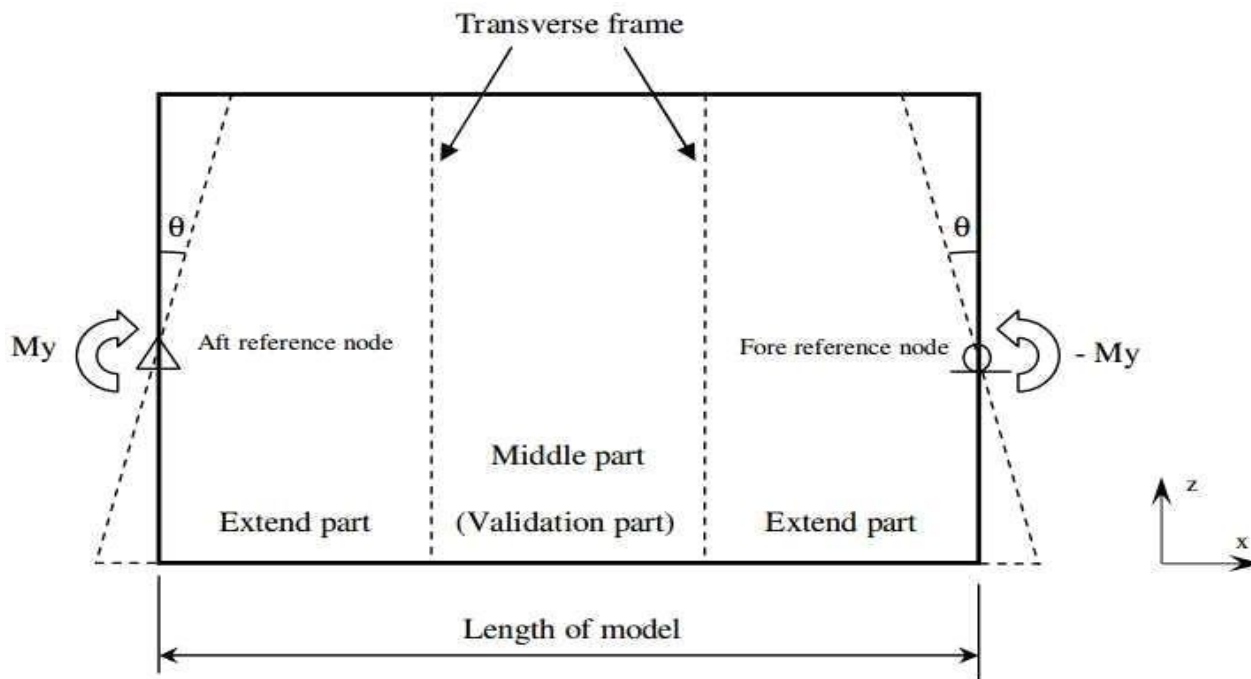 Transverse frame
θ
θ
My
Aft reference node
Fore reference node
- My
Middle part
Extend part
(Validation part)
Extend part
z
x
Length of model